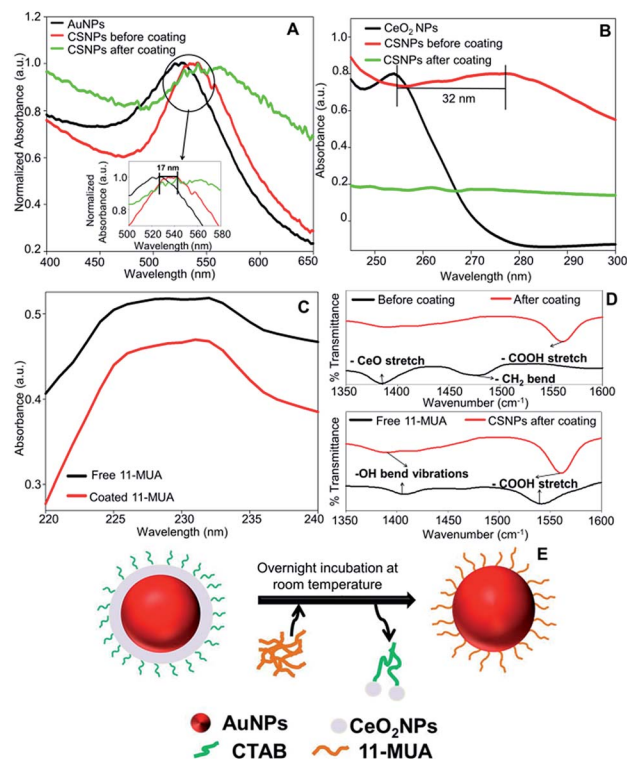 AuNPs
CSNPs before coating
CSNPs after coating
A
1.0
0.8
0.6
0.4
0.2
Normalized Absorbance (a.u.)
17 nm
1.0
0.8
Normalized
Absorbance (a.u.)
500 520 540 560 580
Wavelength (nm)
400 450 500 550 600 650
Wavelength (nm)
CeO2 NPs
CSNPs before coating
CSNPs after coating
B
1.0
0.8
0.6
0.4
0.2
Absorbance (a.u.)
32 nm
250 260 270 280 290 300
Wavelength (nm)
C
0.5
0.4
0.3
Absorbance (a.u.)
Free 11-MUA
Coated 11-MUA
220 225 230 235 240
Wavelength (nm)
D
Before coating After coating
% Transmittance
- CeO stretch
- COOH stretch
- CH2 bend
1350 1400 1450 1500 1550 1600
Wavenumber (cm-1)
Free 11-MUA CSNPs after coating
% Transmittance
-OH bend vibrations
- COOH stretch
1350 1400 1450 1500 1550 1600
Wavenumber (cm-1)
E
Overnight incubation at
room temperature
AuNPs CeO2NPs
CTAB 11-MUA